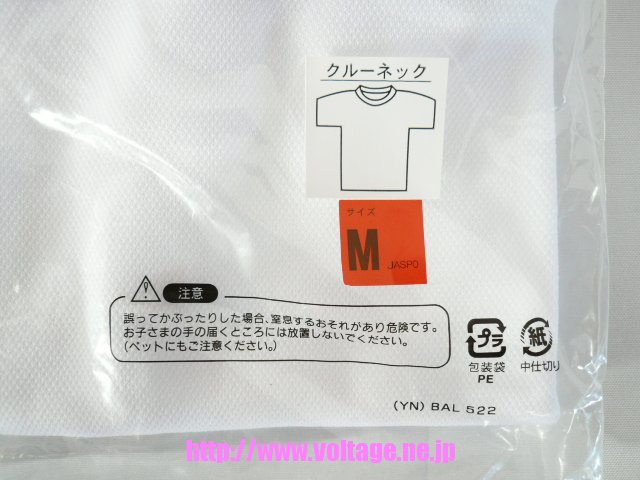 クルーネック
サイズ
M
JASPO
注意
誤ってかぶったりした場合、窒息するおそれがあり危険です。
お子さまの手の届くところには放置しないでください。
(ペットにもご注意ください。)
プラ
紙
包装袋
中仕切り
PE
(YN) BAL 522
http://www.voltage.ne.jp